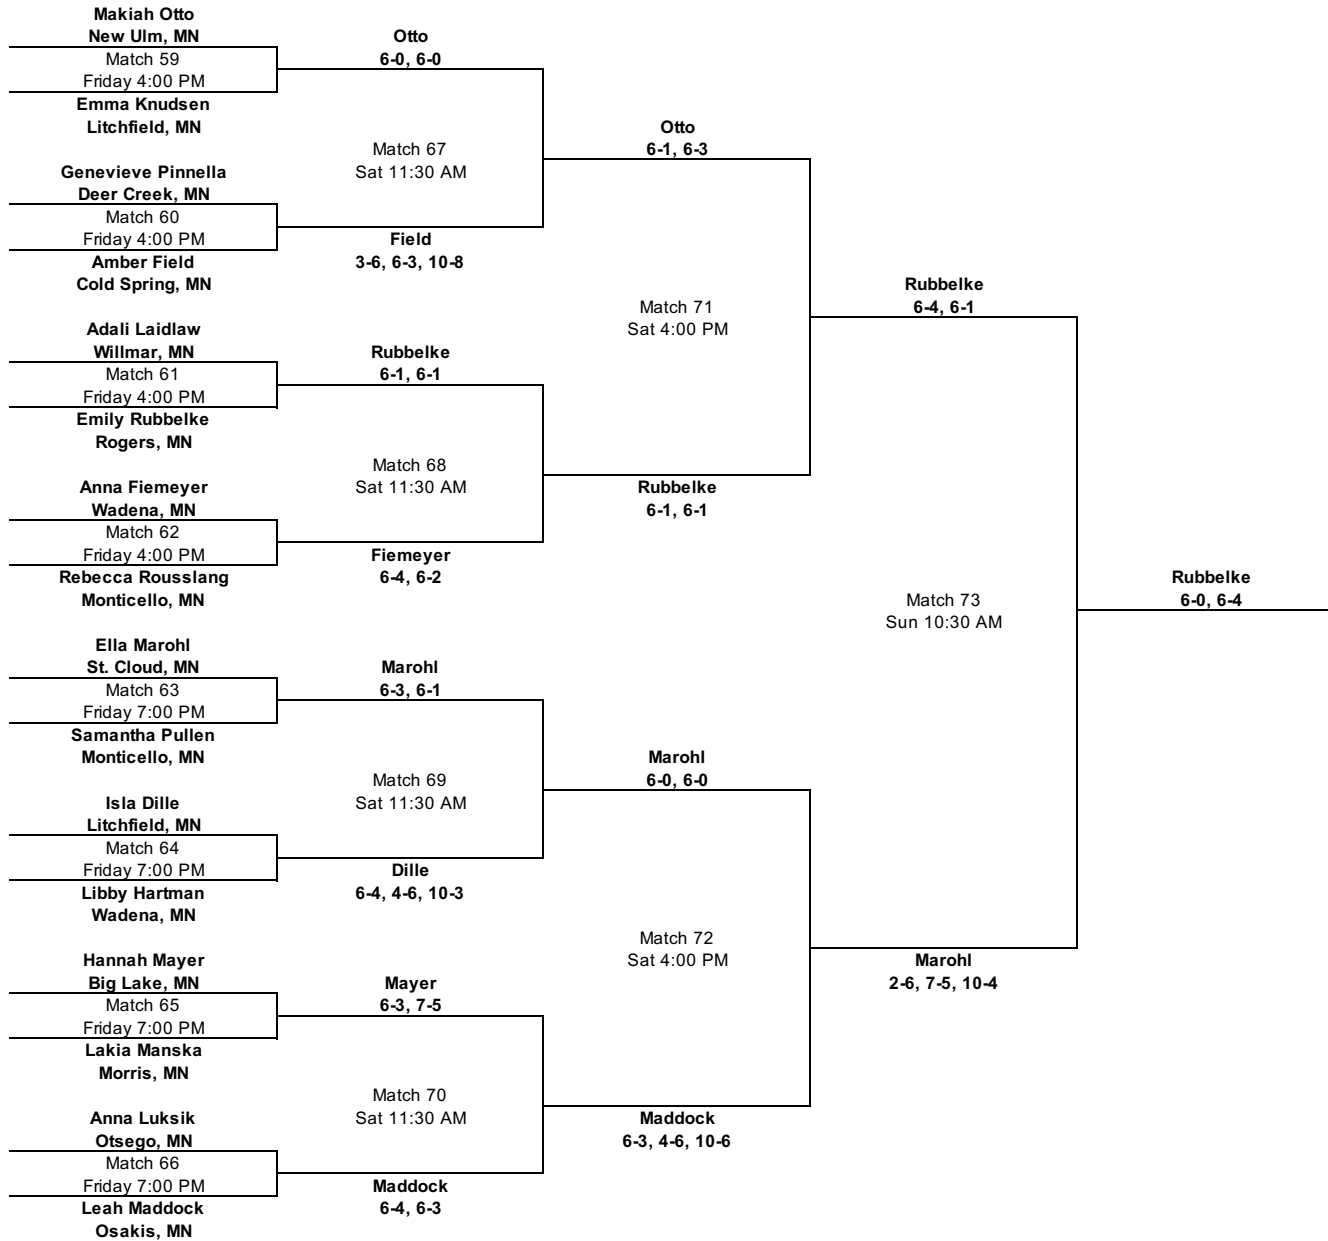 Makiah Otto
New Ulm, MN
Match 59
Friday 4:00 PM
Emma Knudsen
Litchfield, MN
Genevieve Pinnella
Deer Creek, MN
Match 60
Friday 4:00 PM
Amber Field
Cold Spring, MN
Adali Laidlaw
Willmar, MN
Match 61
Friday 4:00 PM
Emily Rubbelke
Rogers, MN
Anna Fiemeyer
Wadena, MN
Match 62
Friday 4:00 PM
Rebecca Rousslang
Monticello, MN
Ella Marohl
St. Cloud, MN
Match 63
Friday 7:00 PM
Samantha Pullen
Monticello, MN
Isla Dille
Litchfield, MN
Match 64
Friday 7:00 PM
Libby Hartman
Wadena, MN
Hannah Mayer
Big Lake, MN
Match 65
Friday 7:00 PM
Lakia Manska
Morris, MN
Anna Luksik
Otsego, MN
Match 66
Friday 7:00 PM
Leah Maddock
Osakis, MN
Otto
6-0, 6-0
Match 67
Sat 11:30 AM
Field
3-6, 6-3, 10-8
Rubbelke
6-1, 6-1
Match 68
Sat 11:30 AM
Fiemeyer
6-4, 6-2
Marohl
6-3, 6-1
Match 69
Sat 11:30 AM
Dille
6-4, 4-6, 10-3
Mayer
6-3, 7-5
Match 70
Sat 11:30 AM
Maddock
6-4, 6-3
Otto
6-1, 6-3
Match 71
Sat 4:00 PM
Rubbelke
6-1, 6-1
Marohl
6-0, 6-0
Match 72
Sat 4:00 PM
Maddock
6-3, 4-6, 10-6
Rubbelke
6-4, 6-1
Match 73
Sun 10:30 AM
Marohl
2-6, 7-5, 10-4
Rubbelke
6-0, 6-4